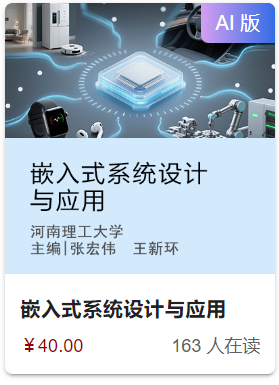 AI 版
嵌入式系统设计
与应用
河南理工大学
主编|张宏伟 王新环
嵌入式系统设计与应用
￥40.00
163 人在读